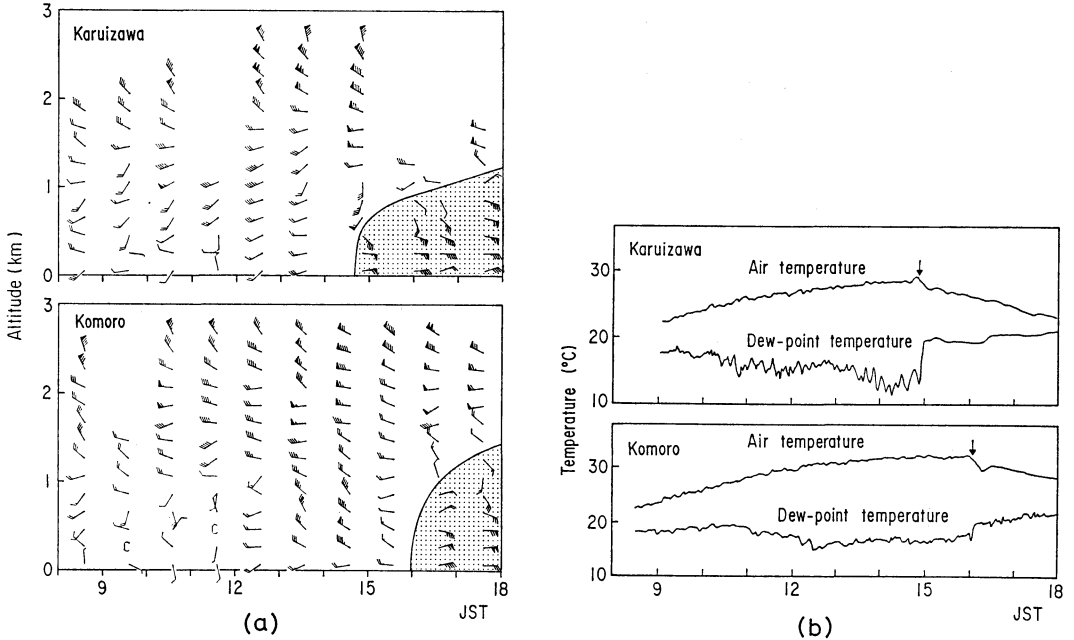 3
Karuizawa
2
1
0
3
Komoro
2
1
0
9
12
15
18
JST
Altitude (km)
(a)
Karuizawa
Air temperature
30
20
Dew-point temperature
10
Komoro
Air temperature
30
20
Dew-point temperature
10
9
12
15
18
JST
Temperature (°C)
(b)